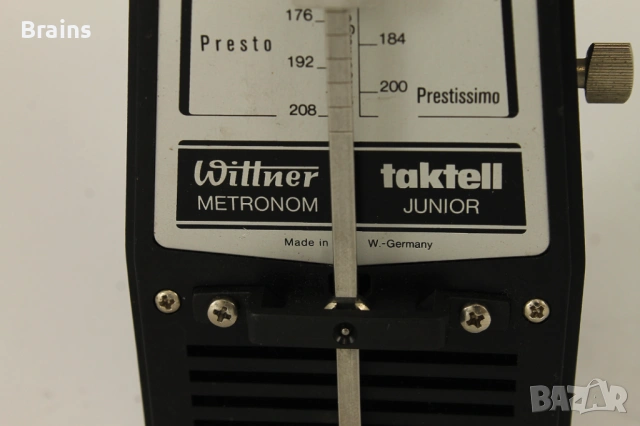 Brains
176
Presto
184
192
200
Prestissimo
208
Wittner
METRONOM
taktell
JUNIOR
Made in W.-Germany
BAZAR